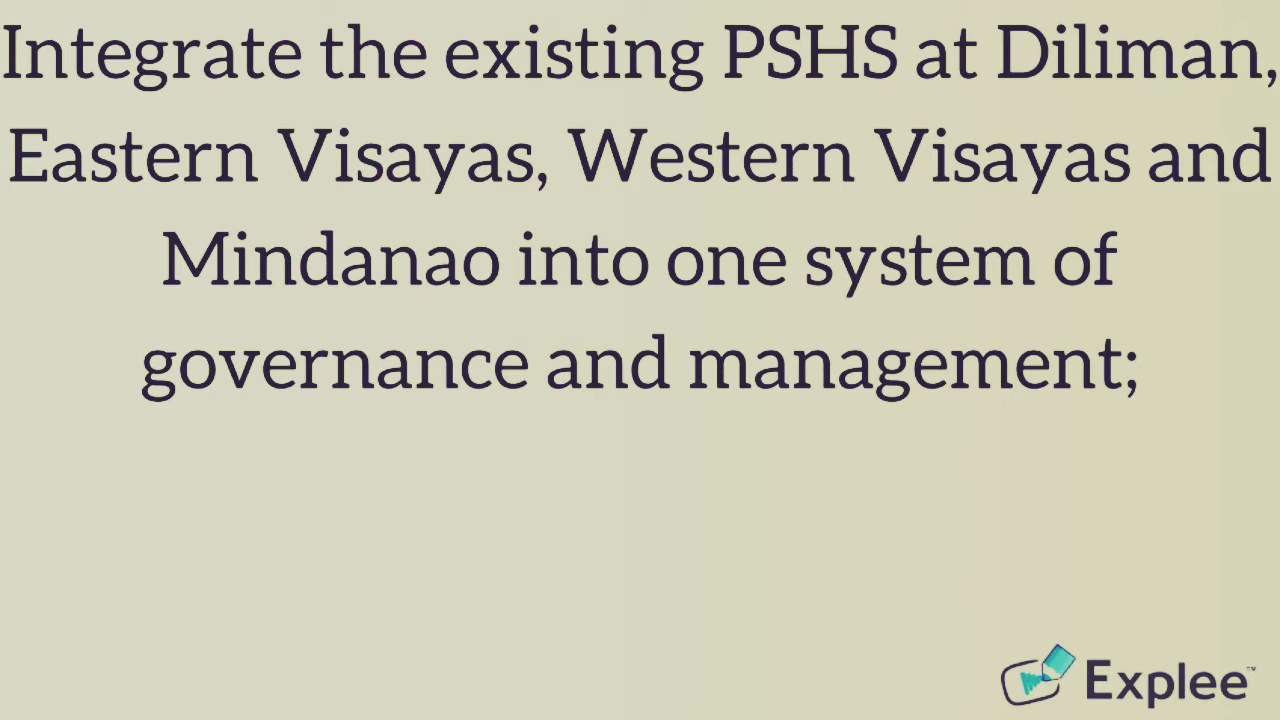 Integrate the existing PSHS at Diliman,
Eastern Visayas, Western Visayas and
Mindanao into one system of
governance and management;
Explee™